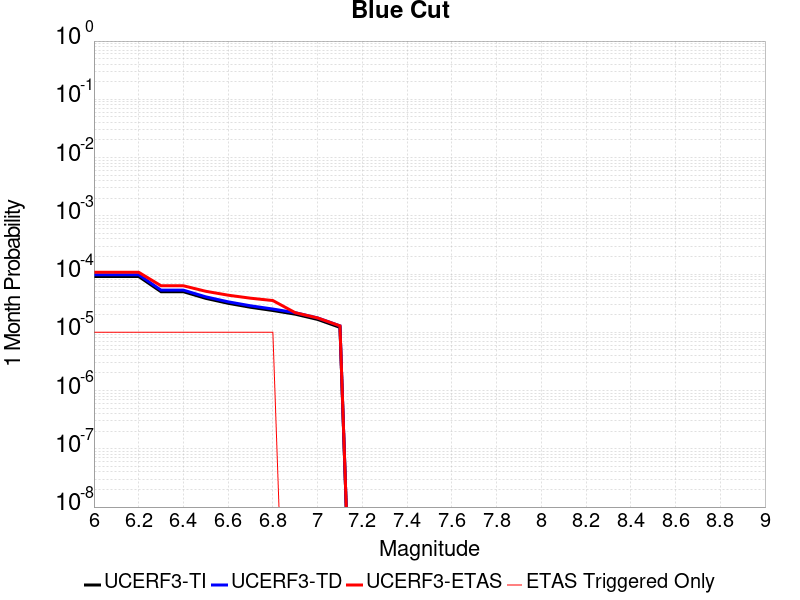 Blue Cut
10 0
10 -1
10 -2
10 -3
10 -4
10 -5
10 -6
10 -7
10 -8
1 Month Probability
6 6.2 6.4 6.6 6.8 7 7.2 7.4 7.6 7.8 8 8.2 8.4 8.6 8.8 9
Magnitude
UCERF3-TI UCERF3-TD UCERF3-ETAS ETAS Triggered Only